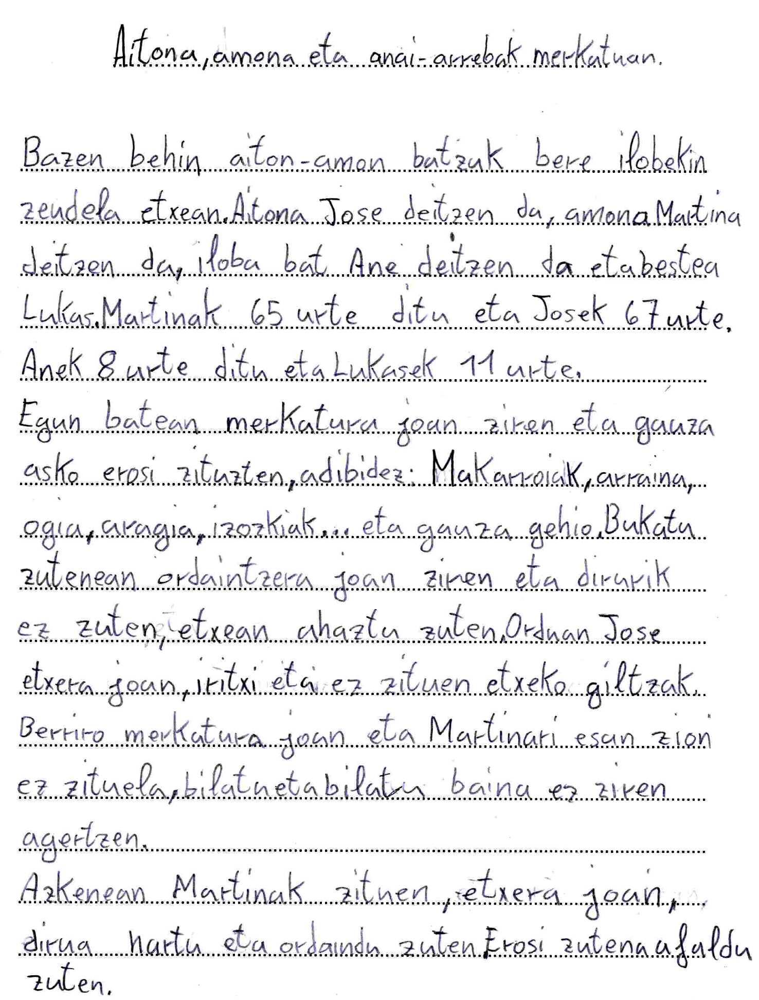 Aitona, amona eta anai-arrebak merkatuan.
Bazen behin aiton-amon batzuk bere ilobekin
zeudela etxean. Aitona Jose deitzen da, amona Martina
deitzen da, iloba bat Ane deitzen da eta bestea
Lukas. Martinak 65 urte ditu eta Josek 67 urte.
Anek 8 urte ditu eta Lukasek 11 urte.
Egun batean merkatura joan ziren eta gauza
asko erosi zituzten, adibidez: Makarroiak, arraina,
ogia, aragia, izozkiak... eta gauza gehio. Bukatu
zutenean ordaintzera joan ziren eta dirurik
ez zuten, etxean ahaztu zuten. Orduan Jose
etxera joan, iritxi eta ez zituen etxeko giltzak.
Berriro merkatura joan eta Martinari esan zion
ez zituela, bilatu eta bilatu baina ez ziren
agertzen.
Azkenean Martinak zituen, etxera joan,
dirua hartu eta ordaindu zuten. Erosi zutena afaldu
zuten.